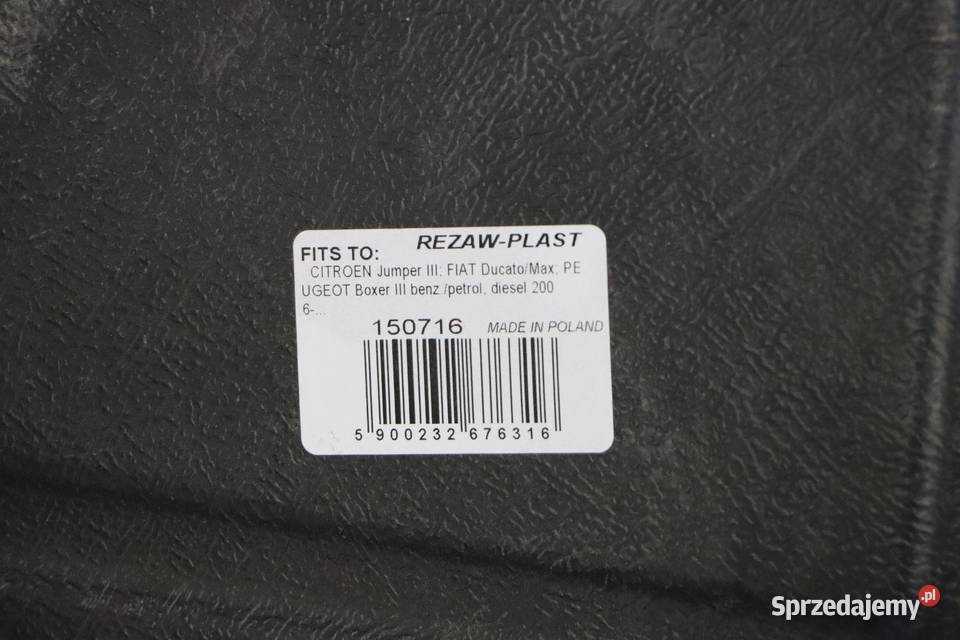 REZAW-PLAST
FITS TO:
CITROEN Jumper III; FIAT Ducato/Max; PE
UGEOT Boxer III benz./petrol, diesel 200
6-...
150716 MADE IN POLAND
5 900232 676316
Sprzedajemy.pl